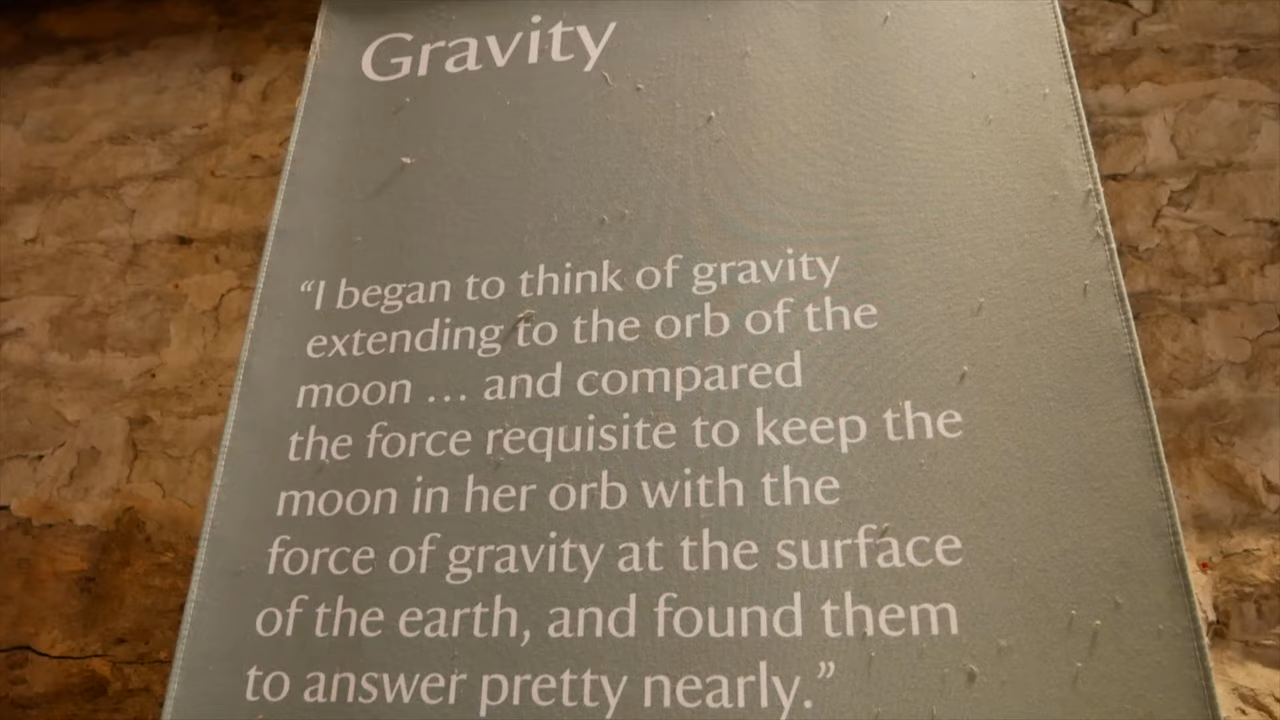 Gravity
“I began to think of gravity
extending to the orb of the
moon … and compared
the force requisite to keep the
moon in her orb with the
force of gravity at the surface
of the earth, and found them
to answer pretty nearly.”